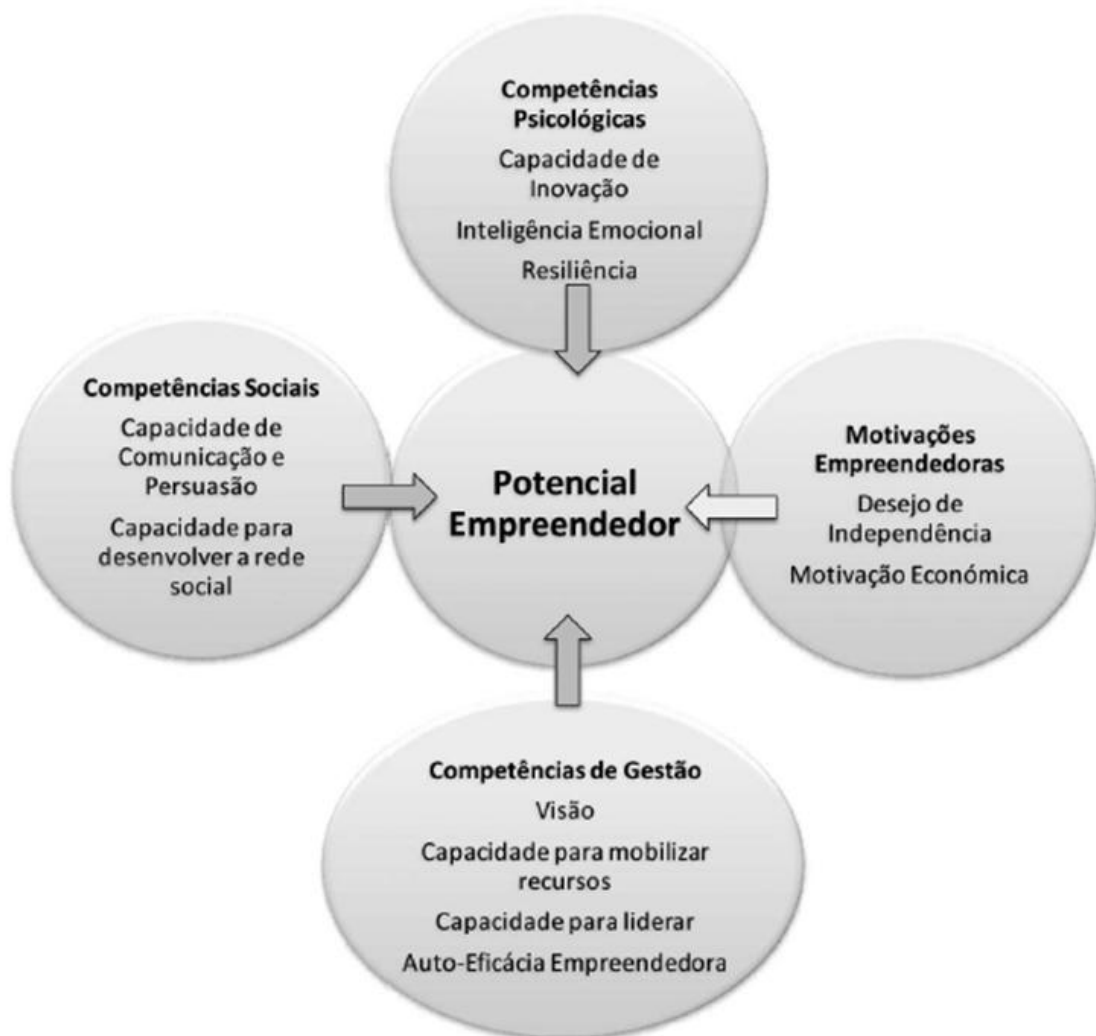 Competências
Psicológicas
Capacidade de
Inovação
Inteligência Emocional
Resiliência
Competências Sociais
Capacidade de
Comunicação e
Persuasão
Capacidade para
desenvolver a rede
social
Potencial
Empreendedor
Motivações
Empreendedoras
Desejo de
Independência
Motivação Económica
Competências de Gestão
Visão
Capacidade para mobilizar
recursos
Capacidade para liderar
Auto-Eficácia Empreendedora